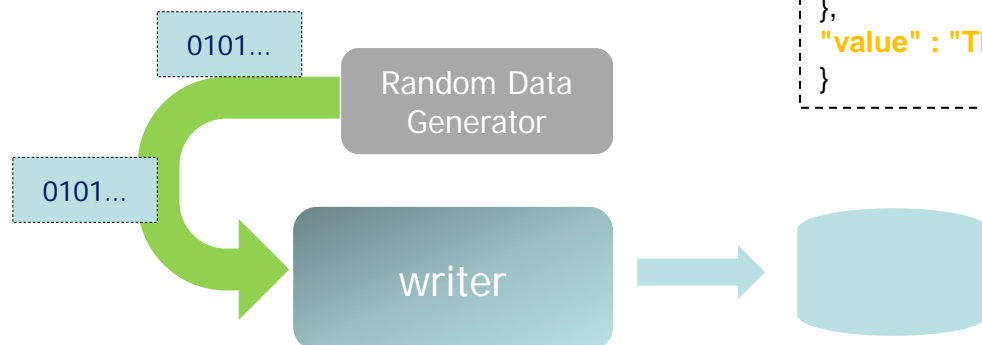 0101...
Random Data
Generator
0101...
writer
},
"value" : "T
}